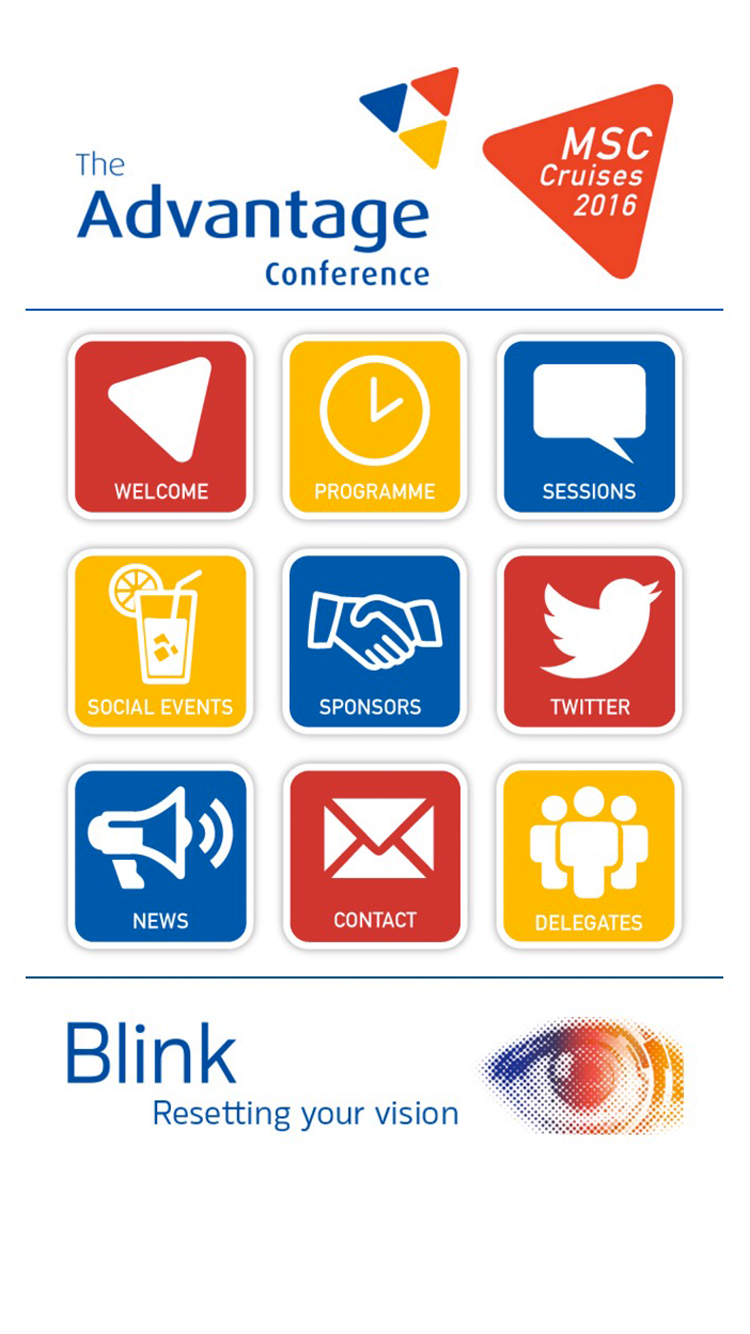 The
Advantage
Conference
MSC
Cruises
2016
WELCOME
PROGRAMME
SESSIONS
SOCIAL EVENTS
SPONSORS
TWITTER
NEWS
CONTACT
DELEGATES
Blink
Resetting your vision